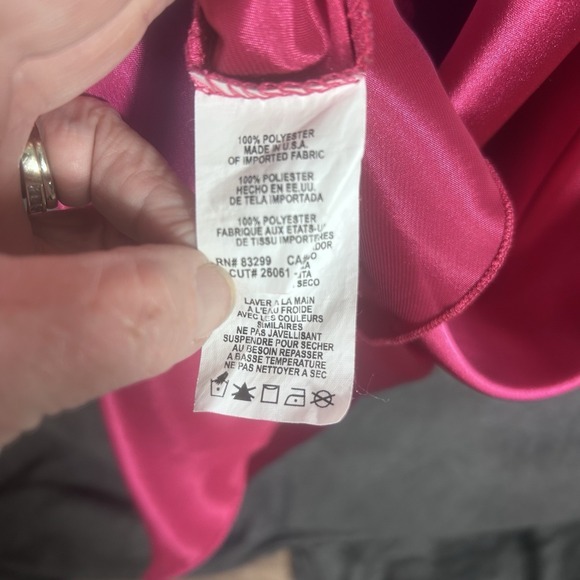 100% POLYESTER
MADE IN U.S.A.
OF IMPORTED FABRIC
100% POLIESTER
HECHO EN EE.UU.
DE TELA IMPORTADA
100% POLYESTER
FABRIQUE AUX ETATS-U
DE TISSU IMPORTÉES
RN# 83299
CUT# 26061
DOR
SECO
LAVER A LA MAIN
A L'EAU FROIDE
AVEC LES COULEURS
SIMILAIRES
NE PAS JAVELLISANT
SUSPENDRE POUR SECHER
AU BESOIN REPASSER
A BASSE TEMPERATURE
NE PAS NETTOYER A SEC